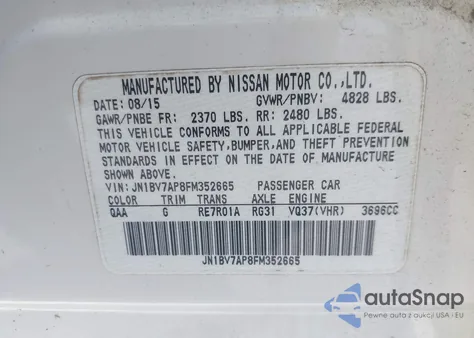 MANUFACTURED BY NISSAN MOTOR CO.,LTD.
DATE: 08/15 GVWR/PNBV: 4828 LBS.
GAWR/PNBE FR: 2370 LBS. RR: 2480 LBS.
THIS VEHICLE CONFORMS TO ALL APPLICABLE FEDERAL
MOTOR VEHICLE SAFETY,BUMPER,AND THEFT PREVENTION
STANDARDS IN EFFECT ON THE DATE OF MANUFACTURE
SHOWN ABOVE.
VIN: JN1BV7AP8FM352665 PASSENGER CAR
COLOR TRIM TRANS AXLE ENGINE
QAA G RE7R01A RG31 VQ37(VHR) 3696CC
JN1BV7AP8FM352665
autoSnap
Pewne auta z aukcji USA - EU